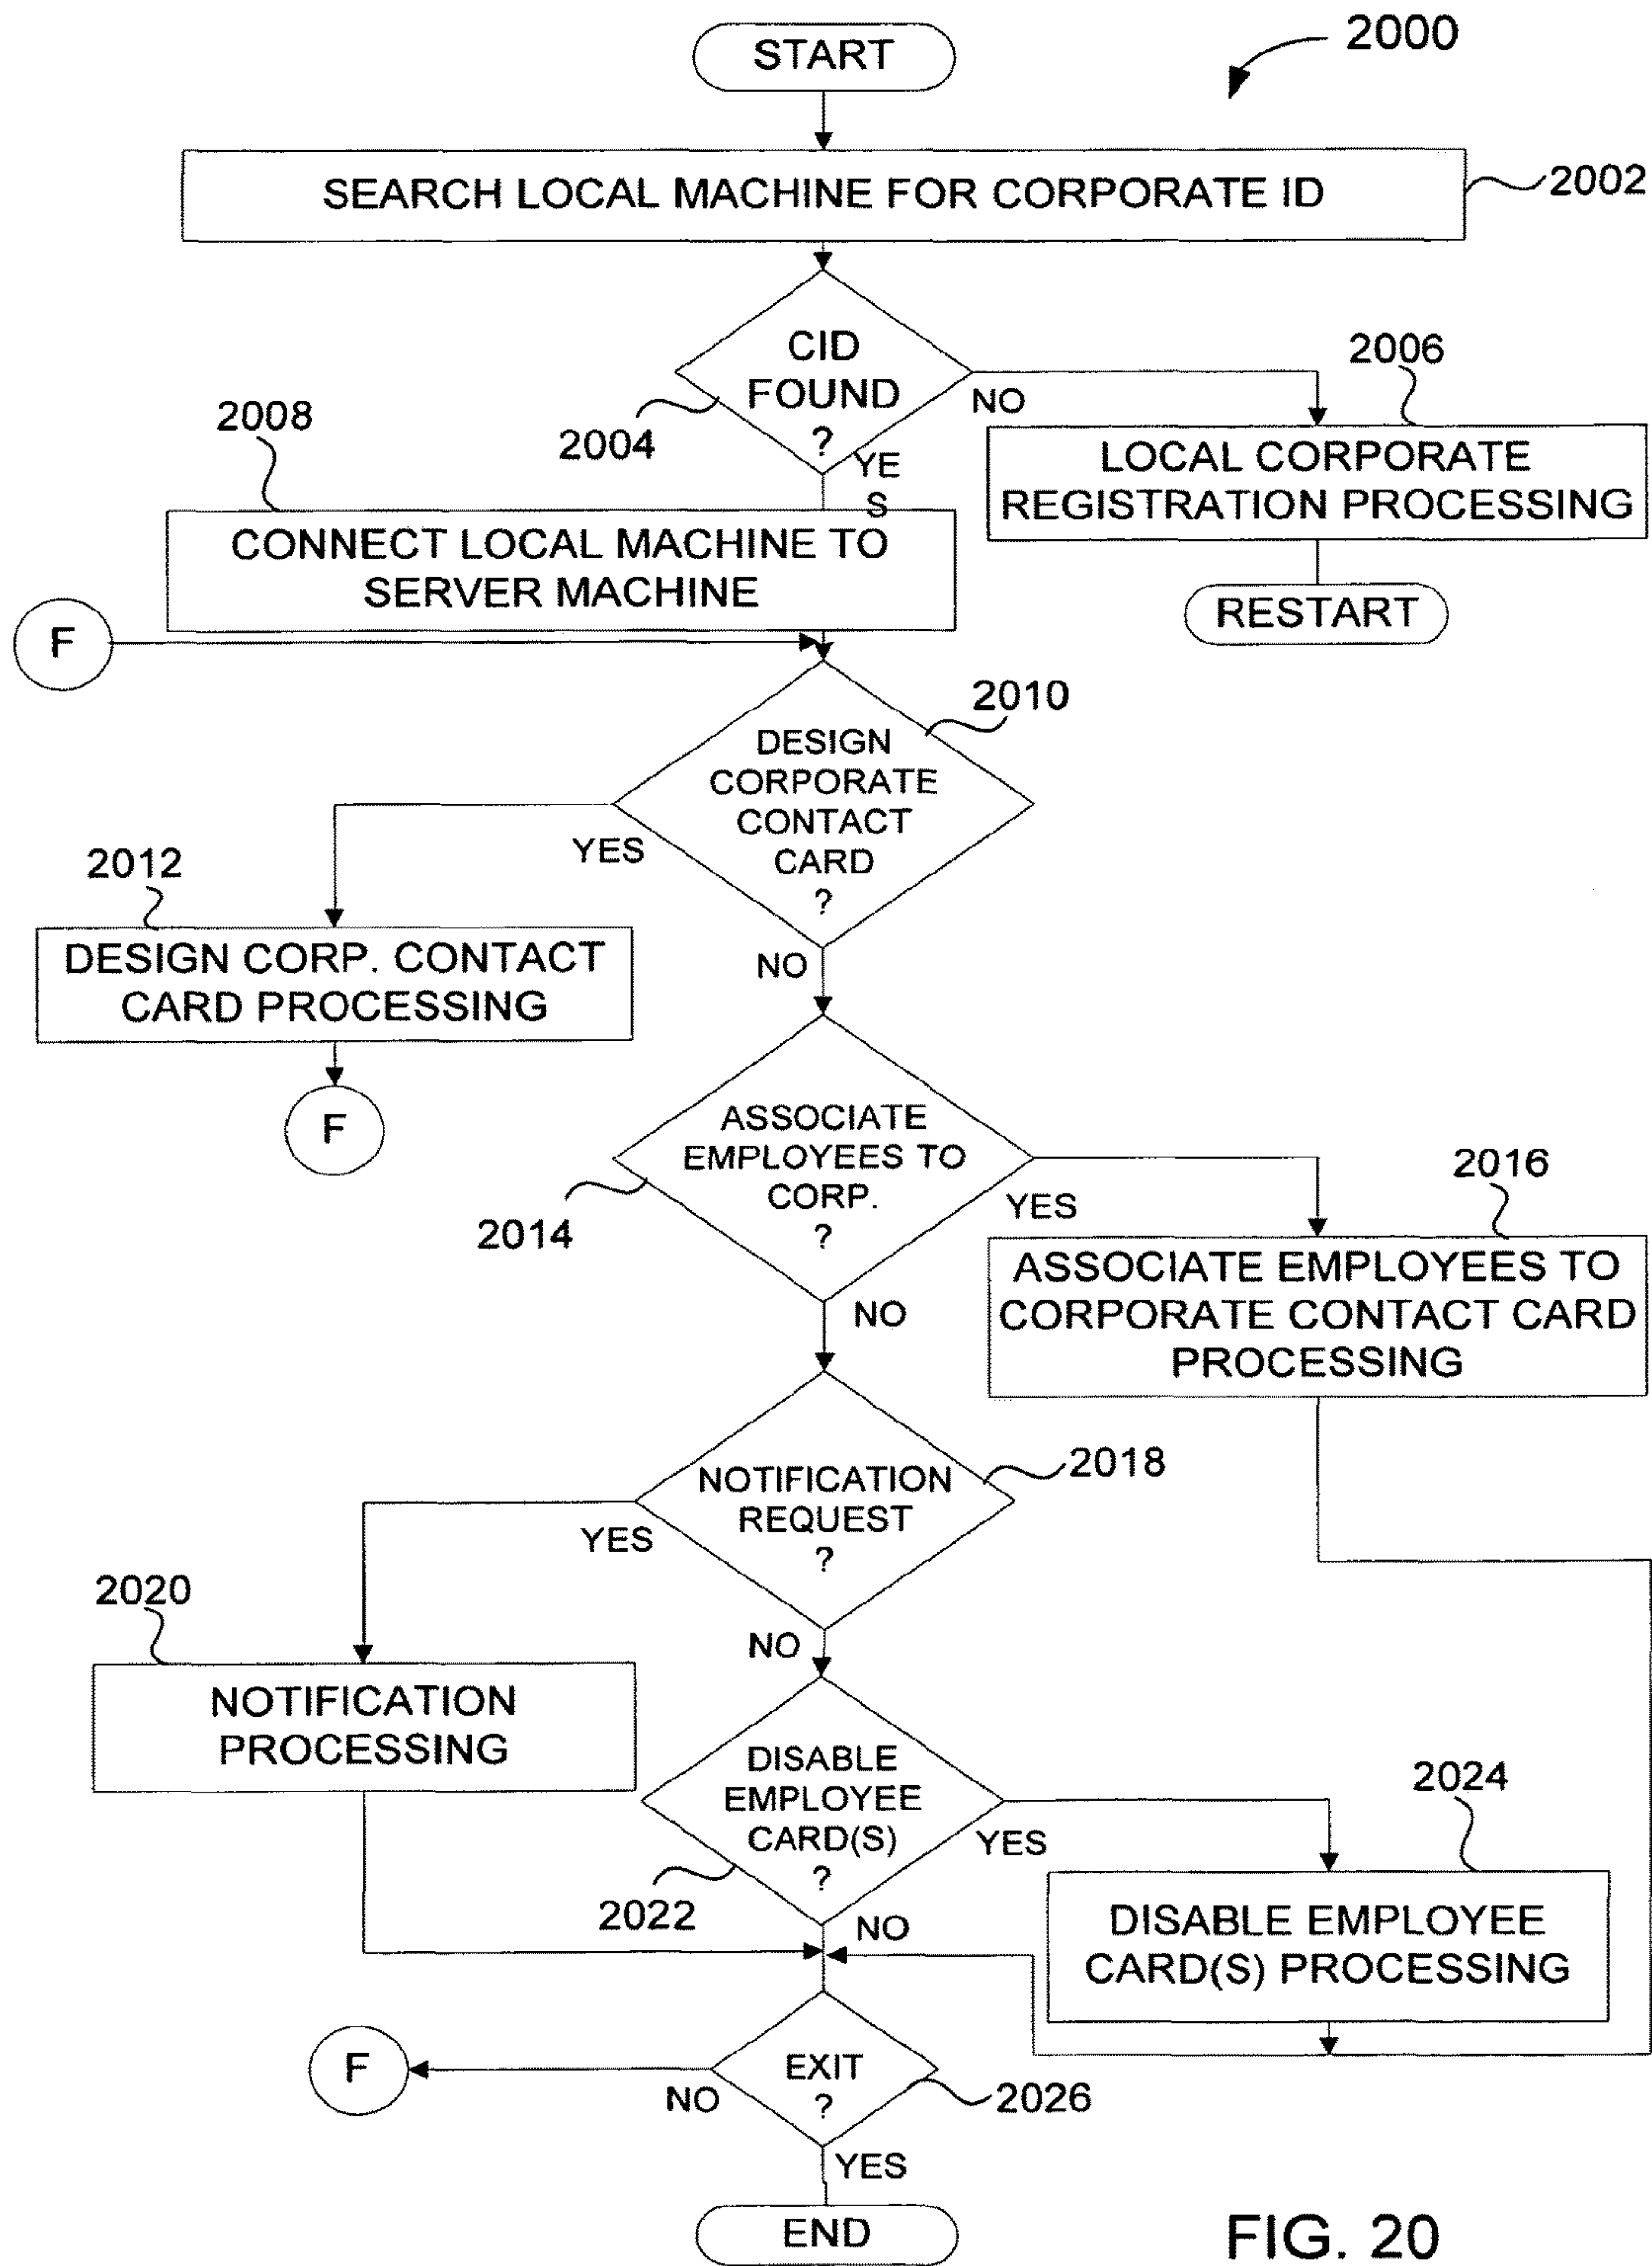 START
2000
SEARCH LOCAL MACHINE FOR CORPORATE ID
2002
CID
FOUND
?
2004
NO
YE
S
2006
LOCAL CORPORATE
REGISTRATION PROCESSING
RESTART
2008
CONNECT LOCAL MACHINE TO
SERVER MACHINE
F
2010
DESIGN
CORPORATE
CONTACT
CARD
?
YES
NO
2012
DESIGN CORP. CONTACT
CARD PROCESSING
F
ASSOCIATE
EMPLOYEES TO
CORP.
?
2014
YES
NO
2016
ASSOCIATE EMPLOYEES TO
CORPORATE CONTACT CARD
PROCESSING
NOTIFICATION
REQUEST
?
2018
YES
NO
2020
NOTIFICATION
PROCESSING
DISABLE
EMPLOYEE
CARD(S)
?
2022
YES
NO
2024
DISABLE EMPLOYEE
CARD(S) PROCESSING
F
EXIT
?
NO
2026
YES
END
FIG. 20